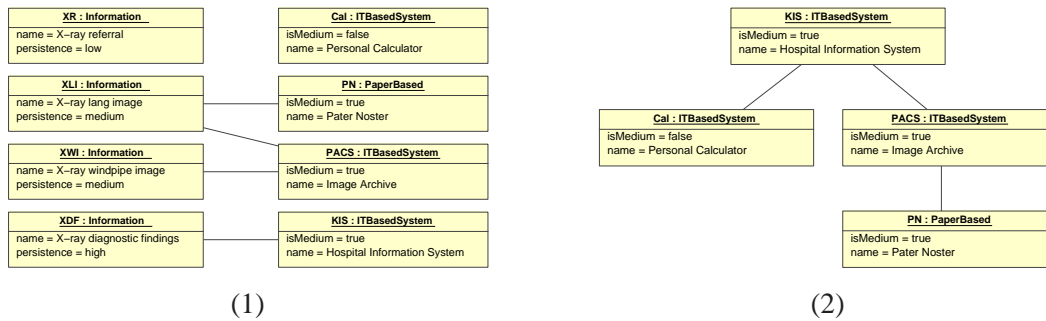 XR : Information
name = X−ray referral
persistence = low
Cal : ITBasedSystem
isMedium = false
name = Personal Calculator
XLI : Information
name = X−ray lang image
persistence = medium
PN : PaperBased
isMedium = true
name = Pater Noster
XWI : Information
name = X−ray windpipe image
persistence = medium
PACS : ITBasedSystem
isMedium = true
name = Image Archive
XDF : Information
name = X−ray diagnostic findings
persistence = high
KIS : ITBasedSystem
isMedium = true
name = Hospital Information System
(1)
KIS : ITBasedSystem
isMedium = true
name = Hospital Information System
Cal : ITBasedSystem
isMedium = false
name = Personal Calculator
PACS : ITBasedSystem
isMedium = true
name = Image Archive
PN : PaperBased
isMedium = true
name = Pater Noster
(2)